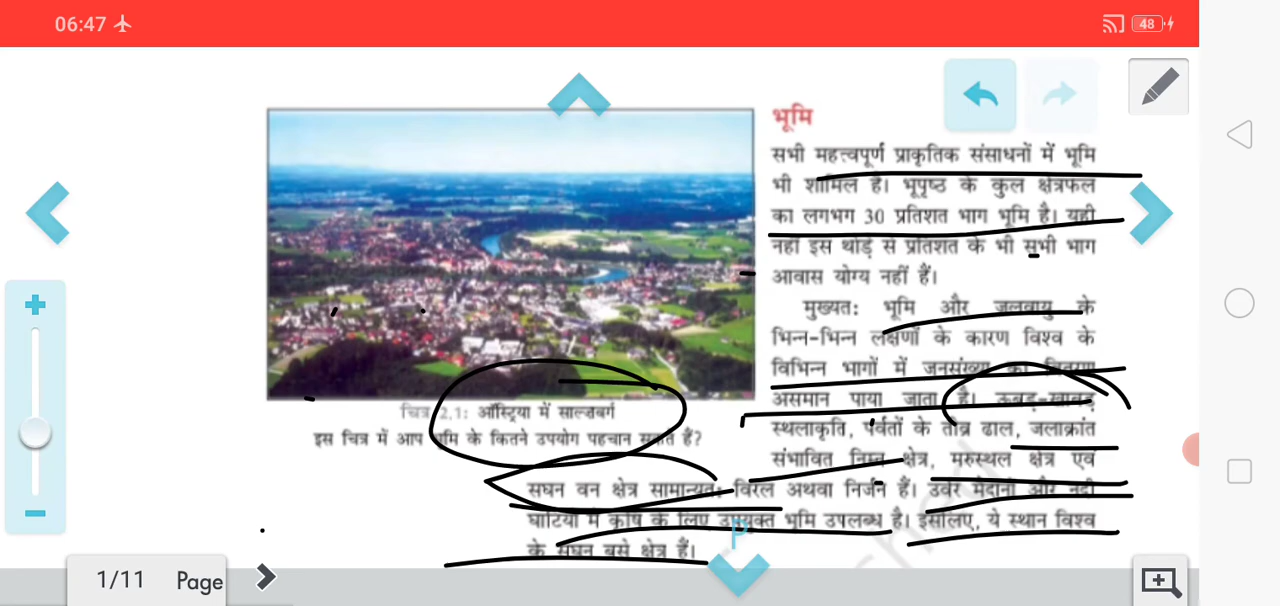 06:47
48
भूमि
सभी महत्त्वपूर्ण प्राकृतिक संसाधनों में भूमि
भी शामिल है। भूपृष्ठ के कुल क्षेत्रफल
का लगभग 30 प्रतिशत भाग भूमि है। यही
नहीं इस थोड़े से प्रतिशत के भी सभी भाग
आवास योग्य नहीं हैं।
मुख्यत: भूमि और जलवायु के
भिन्न-भिन्न लक्षणों के कारण विश्व के
विभिन्न भागों में जनसंख्या का वितरण
असमान पाया जाता है। ऊबड़-खाबड़
स्थलाकृति, पर्वतों के तीव्र ढाल, जलाक्रांत
संभावित निम्न क्षेत्र, मरुस्थल क्षेत्र एवं
सघन वन क्षेत्र सामान्यत: विरल अथवा निर्जन हैं। उर्वर मैदानों और नदी
घाटियों में कृषि के लिए उपयुक्त भूमि उपलब्ध है। इसलिए, ये स्थान विश्व
के सघन बसे क्षेत्र हैं।
चित्र 2.1: ऑस्ट्रिया में साल्जबर्ग
इस चित्र में आप भूमि के कितने उपयोग पहचान सकते हैं?
P
1/11 Page